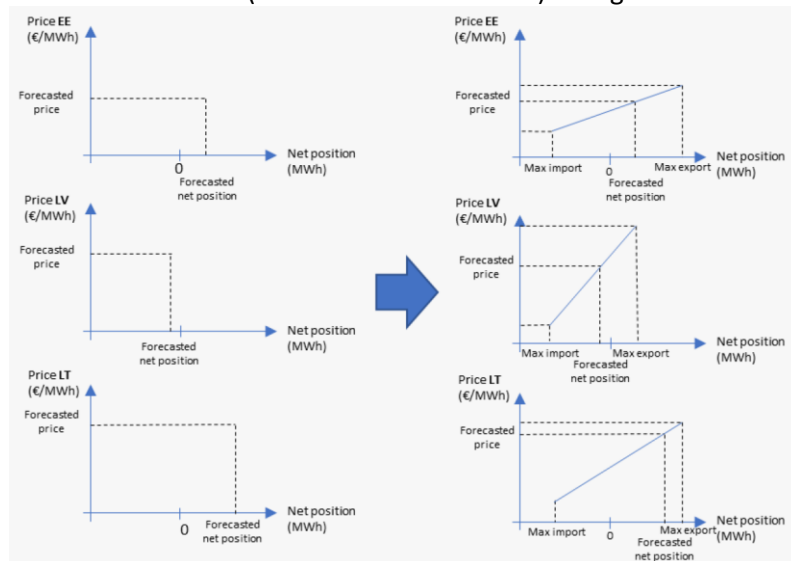 Price EE
(€/MWh)
Forecasted
price
0
Net position
(MWh)
Forecasted
net position
Price LV
(€/MWh)
Forecasted
price
Net position
(MWh)
Forecasted
net position
Price LT
(€/MWh)
Forecasted
price
0
Net position
(MWh)
Forecasted
net position
Price EE
(€/MWh)
Forecasted
price
Max import
0
Max export
Net position
(MWh)
Forecasted
net position
Price LV
(€/MWh)
Forecasted
price
Max import
Max export
Net position
(MWh)
Forecasted
net position
Price LT
(€/MWh)
Forecasted
price
Max import
0
Max export
Net position
(MWh)
Forecasted
net position